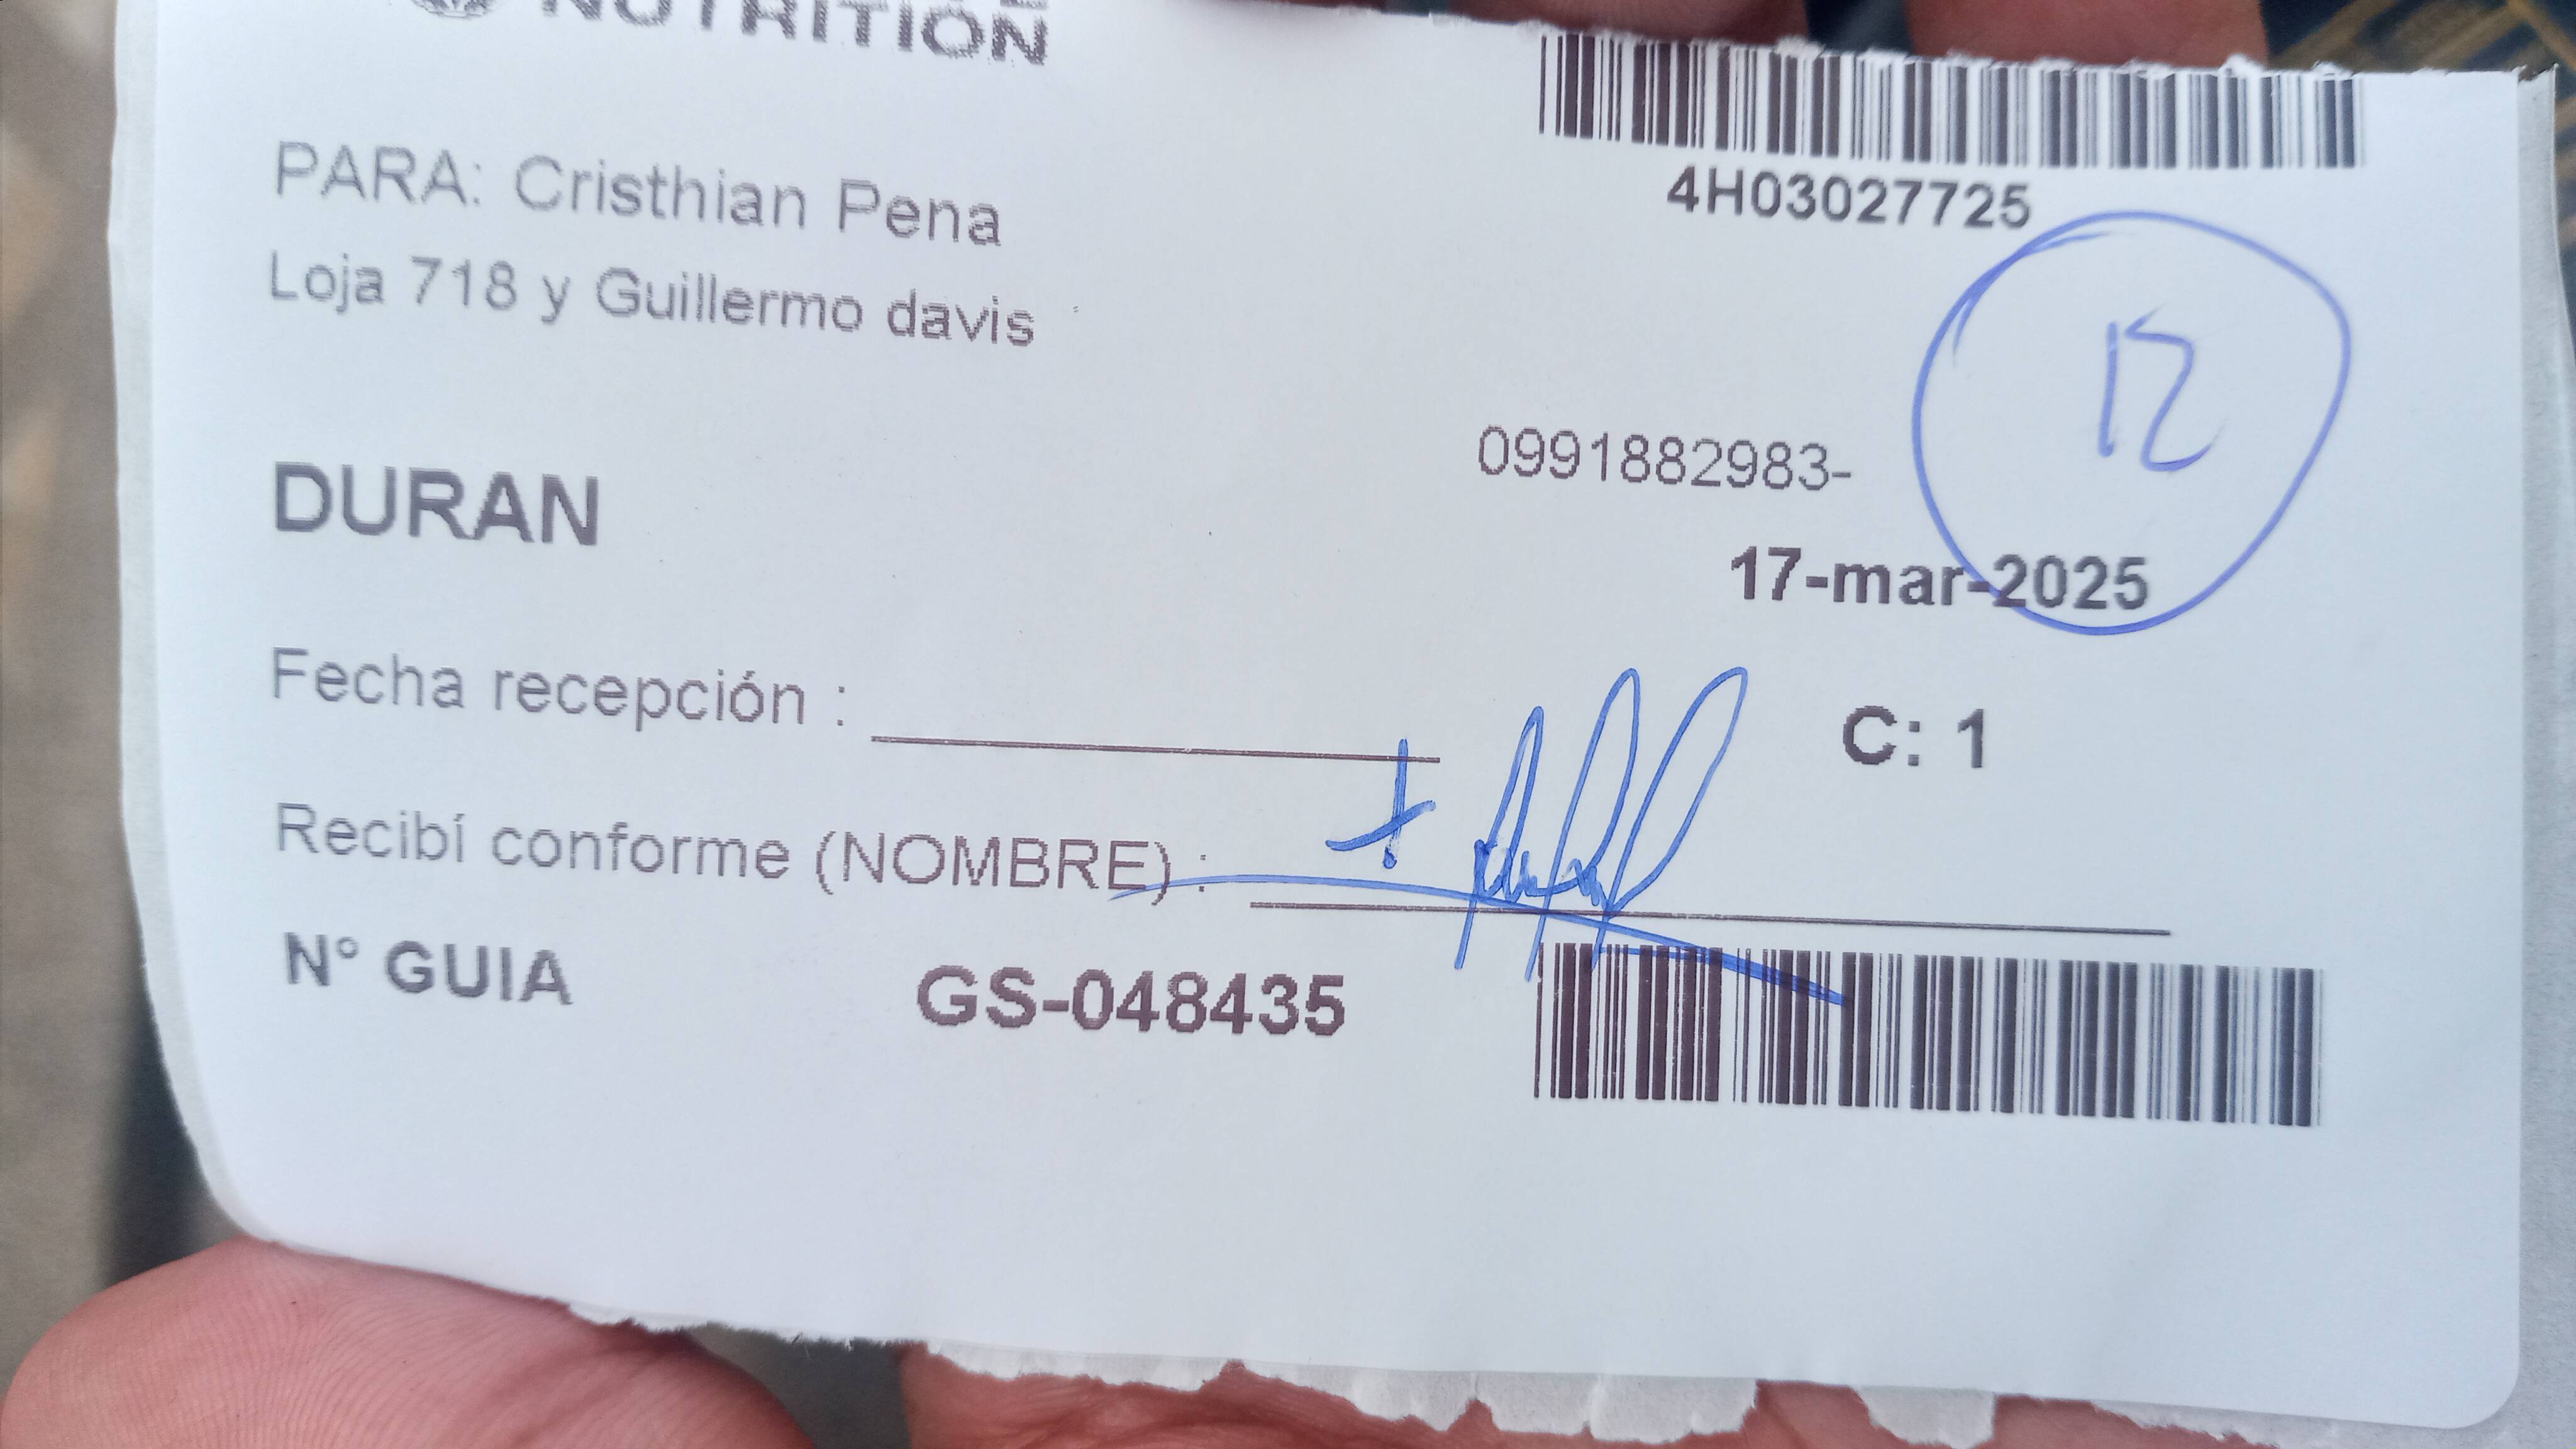 NUTRITION
4H03027725
PARA: Cristhian Pena
Loja 718 y Guillermo davis
12
0991882983-
DURAN
17-mar-2025
Fecha recepción :
C: 1
Recibí conforme (NOMBRE) :
N° GUIA GS-048435